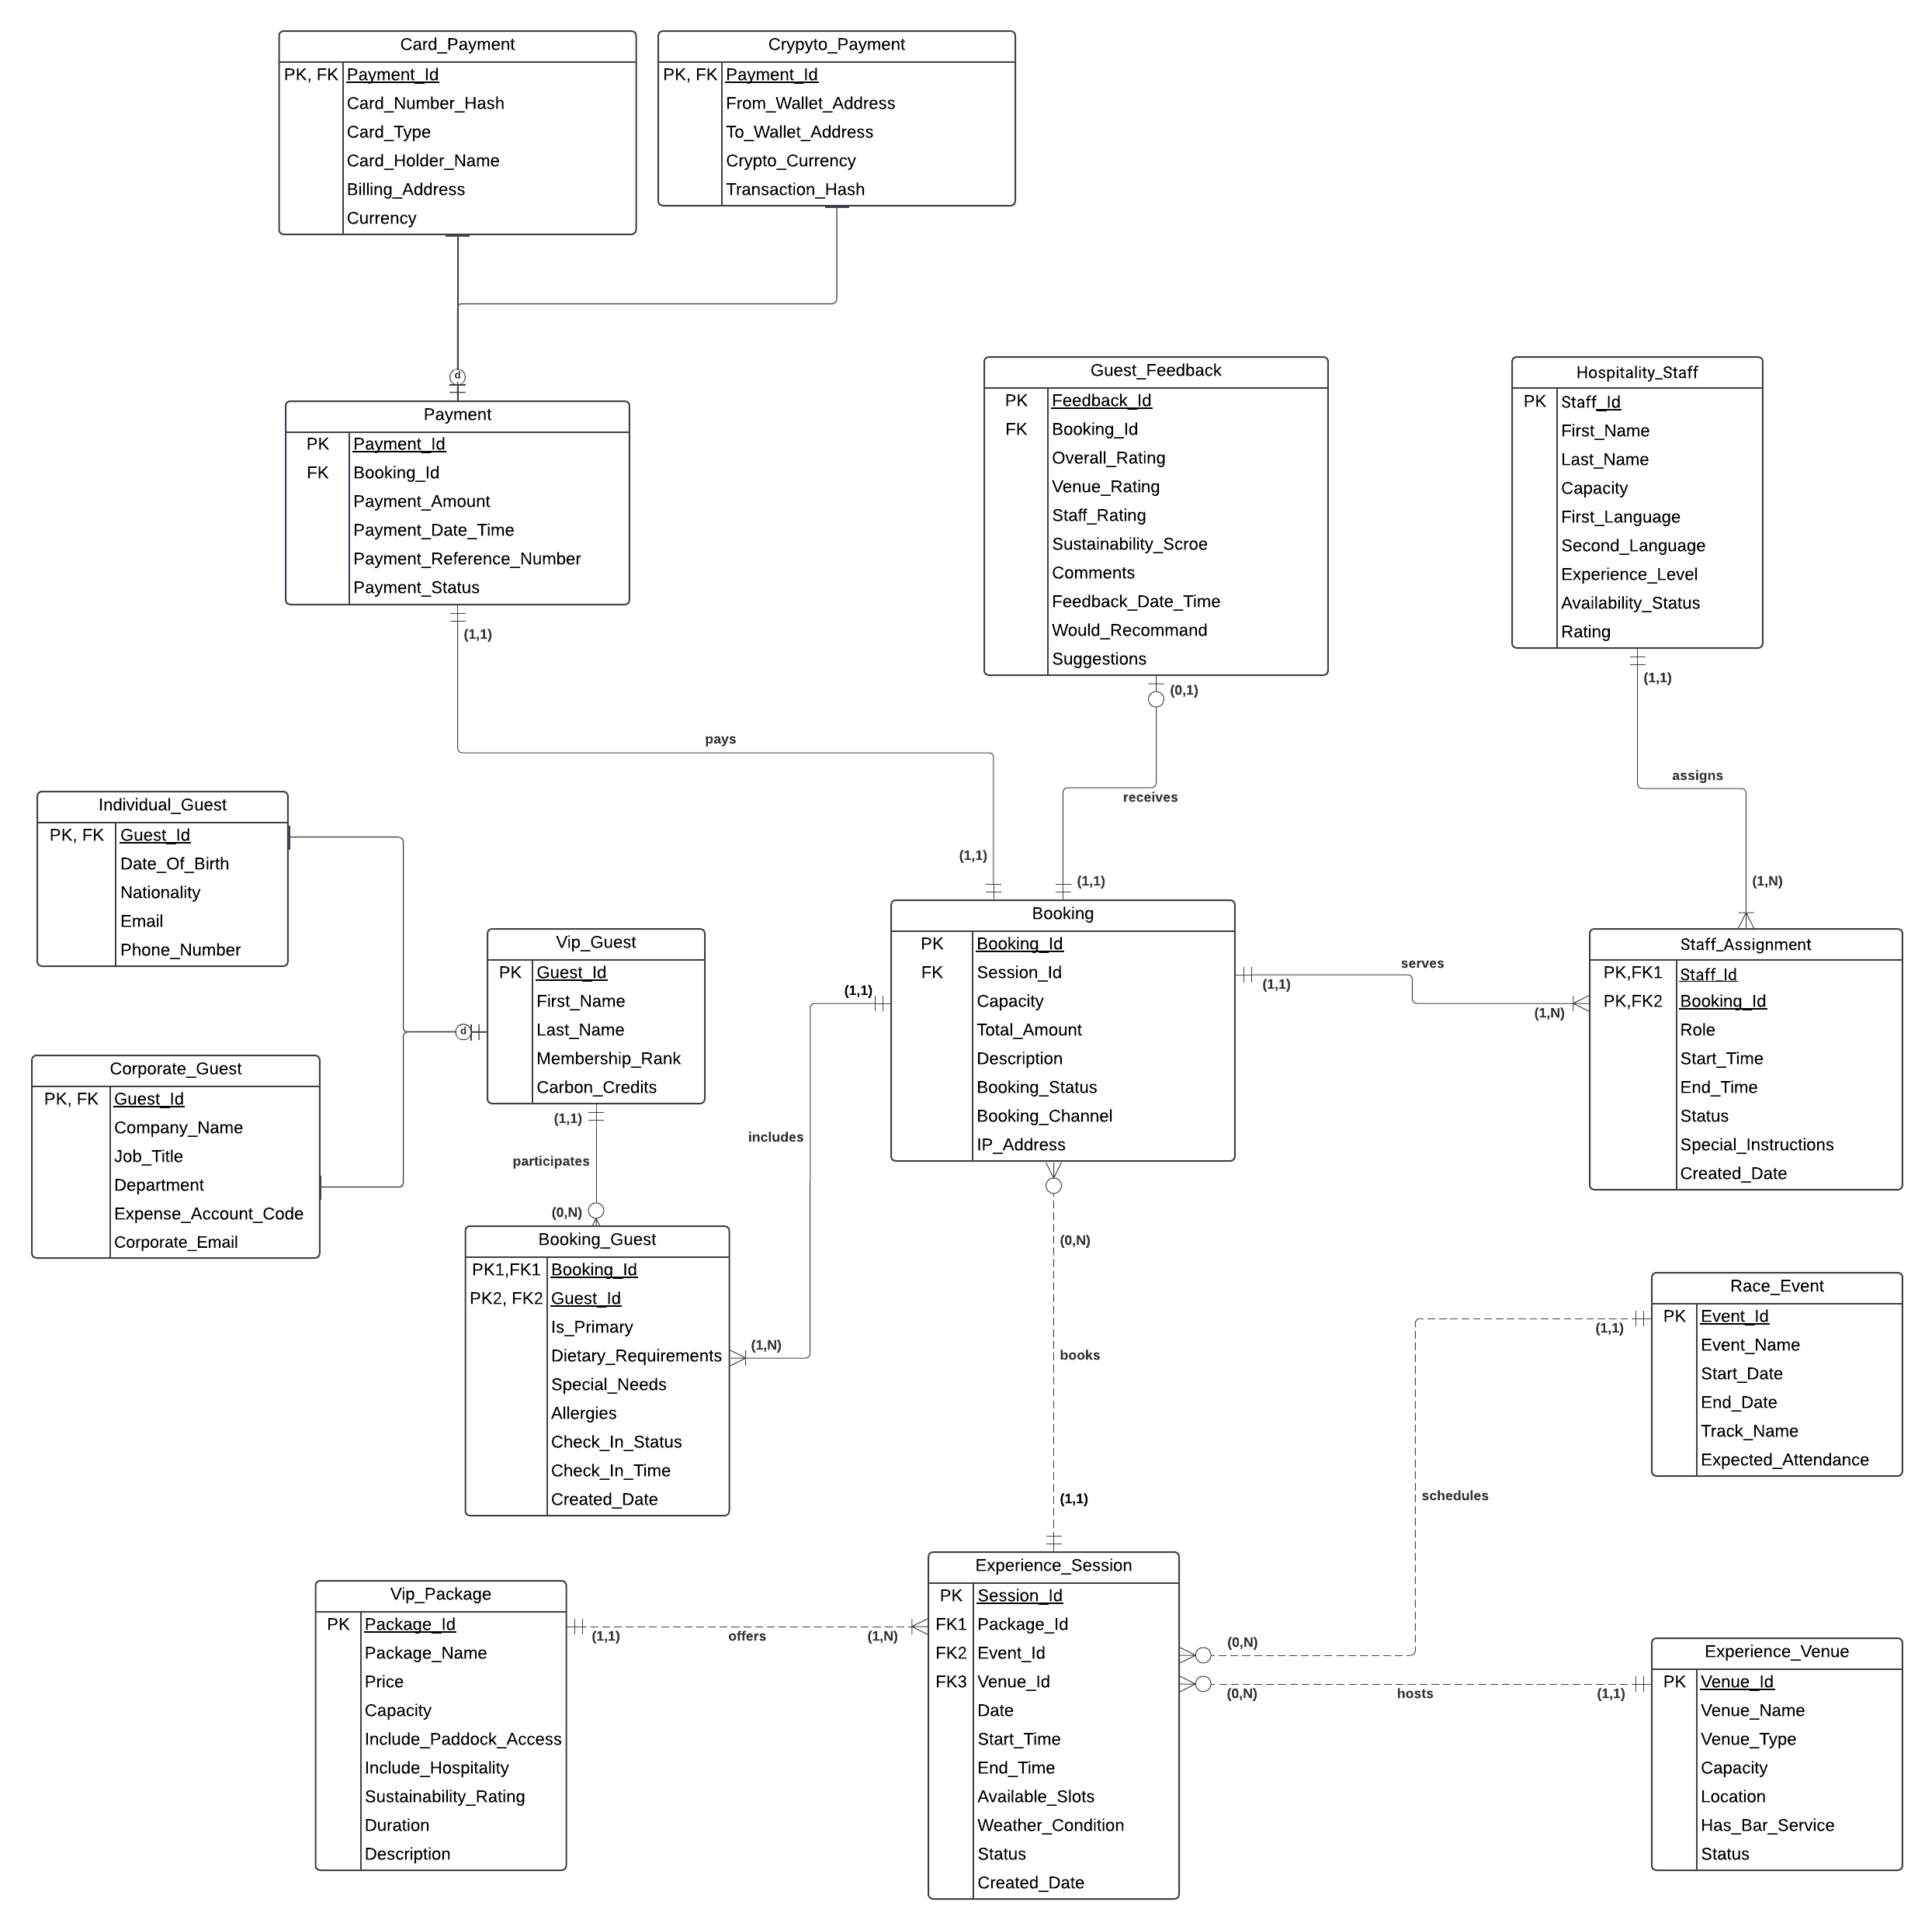 Card_Payment
PK, FK Payment_Id
Card_Number_Hash
Card_Type
Card_Holder_Name
Billing_Address
Currency
Crypyto_Payment
PK, FK Payment_Id
From_Wallet_Address
To_Wallet_Address
Crypto_Currency
Transaction_Hash
d
Payment
PK Payment_Id
FK Booking_Id
Payment_Amount
Payment_Date_Time
Payment_Reference_Number
Payment_Status
(1,1)
pays
(1,1)
Guest_Feedback
PK Feedback_Id
FK Booking_Id
Overall_Rating
Venue_Rating
Staff_Rating
Sustainability_Scroe
Comments
Feedback_Date_Time
Would_Recommand
Suggestions
(0,1)
receives
(1,1)
Hospitality_Staff
PK Staff_Id
First_Name
Last_Name
Capacity
First_Language
Second_Language
Experience_Level
Availability_Status
Rating
(1,1)
assigns
(1,N)
Individual_Guest
PK, FK Guest_Id
Date_Of_Birth
Nationality
Email
Phone_Number
Corporate_Guest
PK, FK Guest_Id
Company_Name
Job_Title
Department
Expense_Account_Code
Corporate_Email
d
Vip_Guest
PK Guest_Id
First_Name
Last_Name
Membership_Rank
Carbon_Credits
(1,1)
participates
(0,N)
Booking_Guest
PK1,FK1 Booking_Id
PK2, FK2 Guest_Id
Is_Primary
Dietary_Requirements
Special_Needs
Allergies
Check_In_Status
Check_In_Time
Created_Date
(1,1)
includes
(1,N)
Booking
PK Booking_Id
FK Session_Id
Capacity
Total_Amount
Description
Booking_Status
Booking_Channel
IP_Address
(1,1)
serves
(1,N)
Staff_Assignment
PK,FK1 Staff_Id
PK,FK2 Booking_Id
Role
Start_Time
End_Time
Status
Special_Instructions
Created_Date
(0,N)
books
(1,1)
Race_Event
PK Event_Id
Event_Name
Start_Date
End_Date
Track_Name
Expected_Attendance
(1,1)
schedules
(0,N)
Vip_Package
PK Package_Id
Package_Name
Price
Capacity
Include_Paddock_Access
Include_Hospitality
Sustainability_Rating
Duration
Description
(1,1)
offers
(1,N)
Experience_Session
PK Session_Id
FK1 Package_Id
FK2 Event_Id
FK3 Venue_Id
Date
Start_Time
End_Time
Available_Slots
Weather_Condition
Status
Created_Date
(0,N)
hosts
(1,1)
Experience_Venue
PK Venue_Id
Venue_Name
Venue_Type
Capacity
Location
Has_Bar_Service
Status